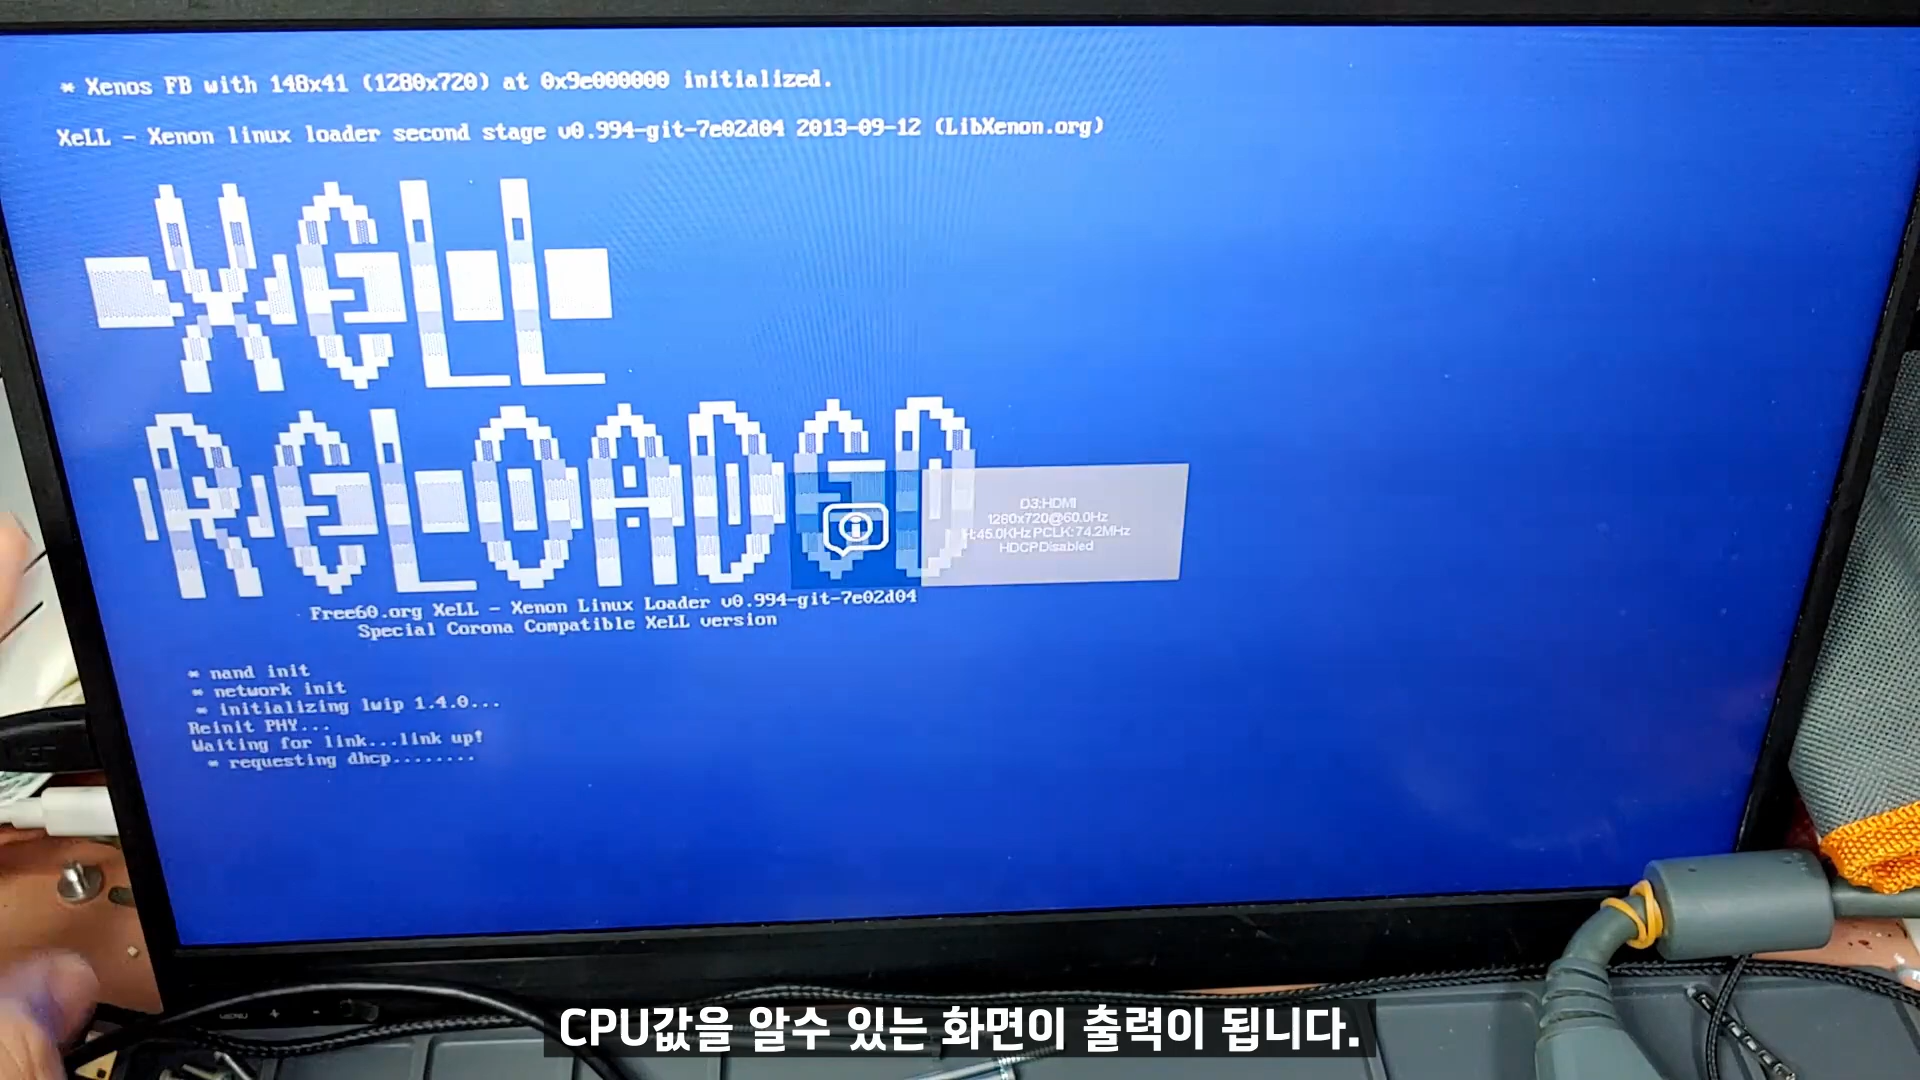 * Xenos FB with 148x41 (1280x720) at 0x9e000000 initialized.
XeLL - Xenon linux loader second stage v0.994-git-7e02d04 2013-09-12 (LibXenon.org)
XeLL
ReLOADeD
D3:HDMI
1280x720@60.0Hz
H:45.0KHz PCLK:74.2MHz
HDCP Disabled
Free60.org XeLL - Xenon Linux Loader v0.994-git-7e02d04
Special Corona Compatible XeLL version
* nand init
* network init
* initializing lwip 1.4.0...
Reinit PHY...
Waiting for link...link up!
* requesting dhcp........
MENU + -
CPU값을 알수 있는 화면이 출력이 됩니다.